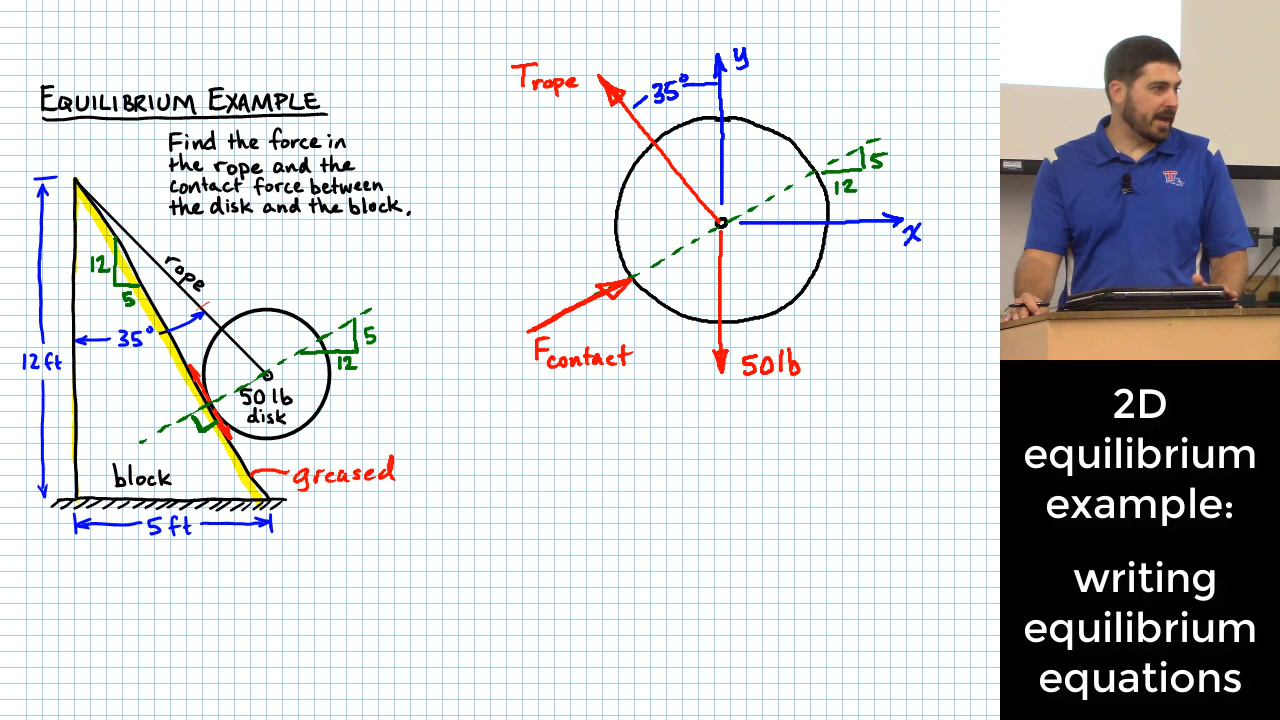 EQUILIBRIUM EXAMPLE
Find the force in
the rope and the
contact force between
the disk and the block.
12 ft
12
5
35°
rope
5
12
50 lb
disk
block
greased
5 ft
Trope
35°
y
5
12
x
Fcontact
50lb
2D
equilibrium
example:
writing
equilibrium
equations